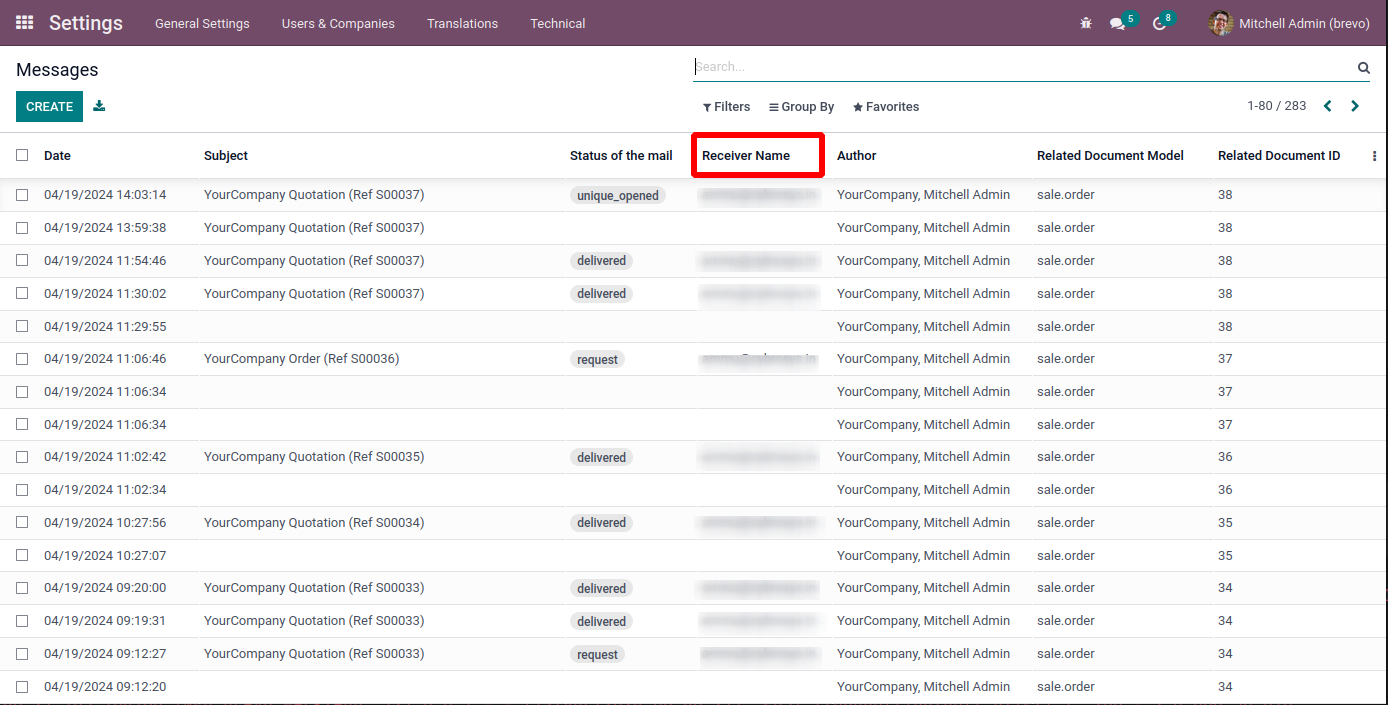 Settings General Settings Users & Companies Translations Technical 5 8 Mitchell Admin (brevo)
Messages Search...
CREATE Filters Group By Favorites 1-80 / 283
Date Subject Status of the mail Receiver Name Author Related Document Model Related Document ID
04/19/2024 14:03:14 YourCompany Quotation (Ref S00037) unique_opened YourCompany, Mitchell Admin sale.order 38
04/19/2024 13:59:38 YourCompany Quotation (Ref S00037) YourCompany, Mitchell Admin sale.order 38
04/19/2024 11:54:46 YourCompany Quotation (Ref S00037) delivered YourCompany, Mitchell Admin sale.order 38
04/19/2024 11:30:02 YourCompany Quotation (Ref S00037) delivered YourCompany, Mitchell Admin sale.order 38
04/19/2024 11:29:55 YourCompany, Mitchell Admin sale.order 38
04/19/2024 11:06:46 YourCompany Order (Ref S00036) request YourCompany, Mitchell Admin sale.order 37
04/19/2024 11:06:34 YourCompany, Mitchell Admin sale.order 37
04/19/2024 11:06:34 YourCompany, Mitchell Admin sale.order 37
04/19/2024 11:02:42 YourCompany Quotation (Ref S00035) delivered YourCompany, Mitchell Admin sale.order 36
04/19/2024 11:02:34 YourCompany, Mitchell Admin sale.order 36
04/19/2024 10:27:56 YourCompany Quotation (Ref S00034) delivered YourCompany, Mitchell Admin sale.order 35
04/19/2024 10:27:07 YourCompany, Mitchell Admin sale.order 35
04/19/2024 09:20:00 YourCompany Quotation (Ref S00033) delivered YourCompany, Mitchell Admin sale.order 34
04/19/2024 09:19:31 YourCompany Quotation (Ref S00033) delivered YourCompany, Mitchell Admin sale.order 34
04/19/2024 09:12:27 YourCompany Quotation (Ref S00033) request YourCompany, Mitchell Admin sale.order 34
04/19/2024 09:12:20 YourCompany, Mitchell Admin sale.order 34